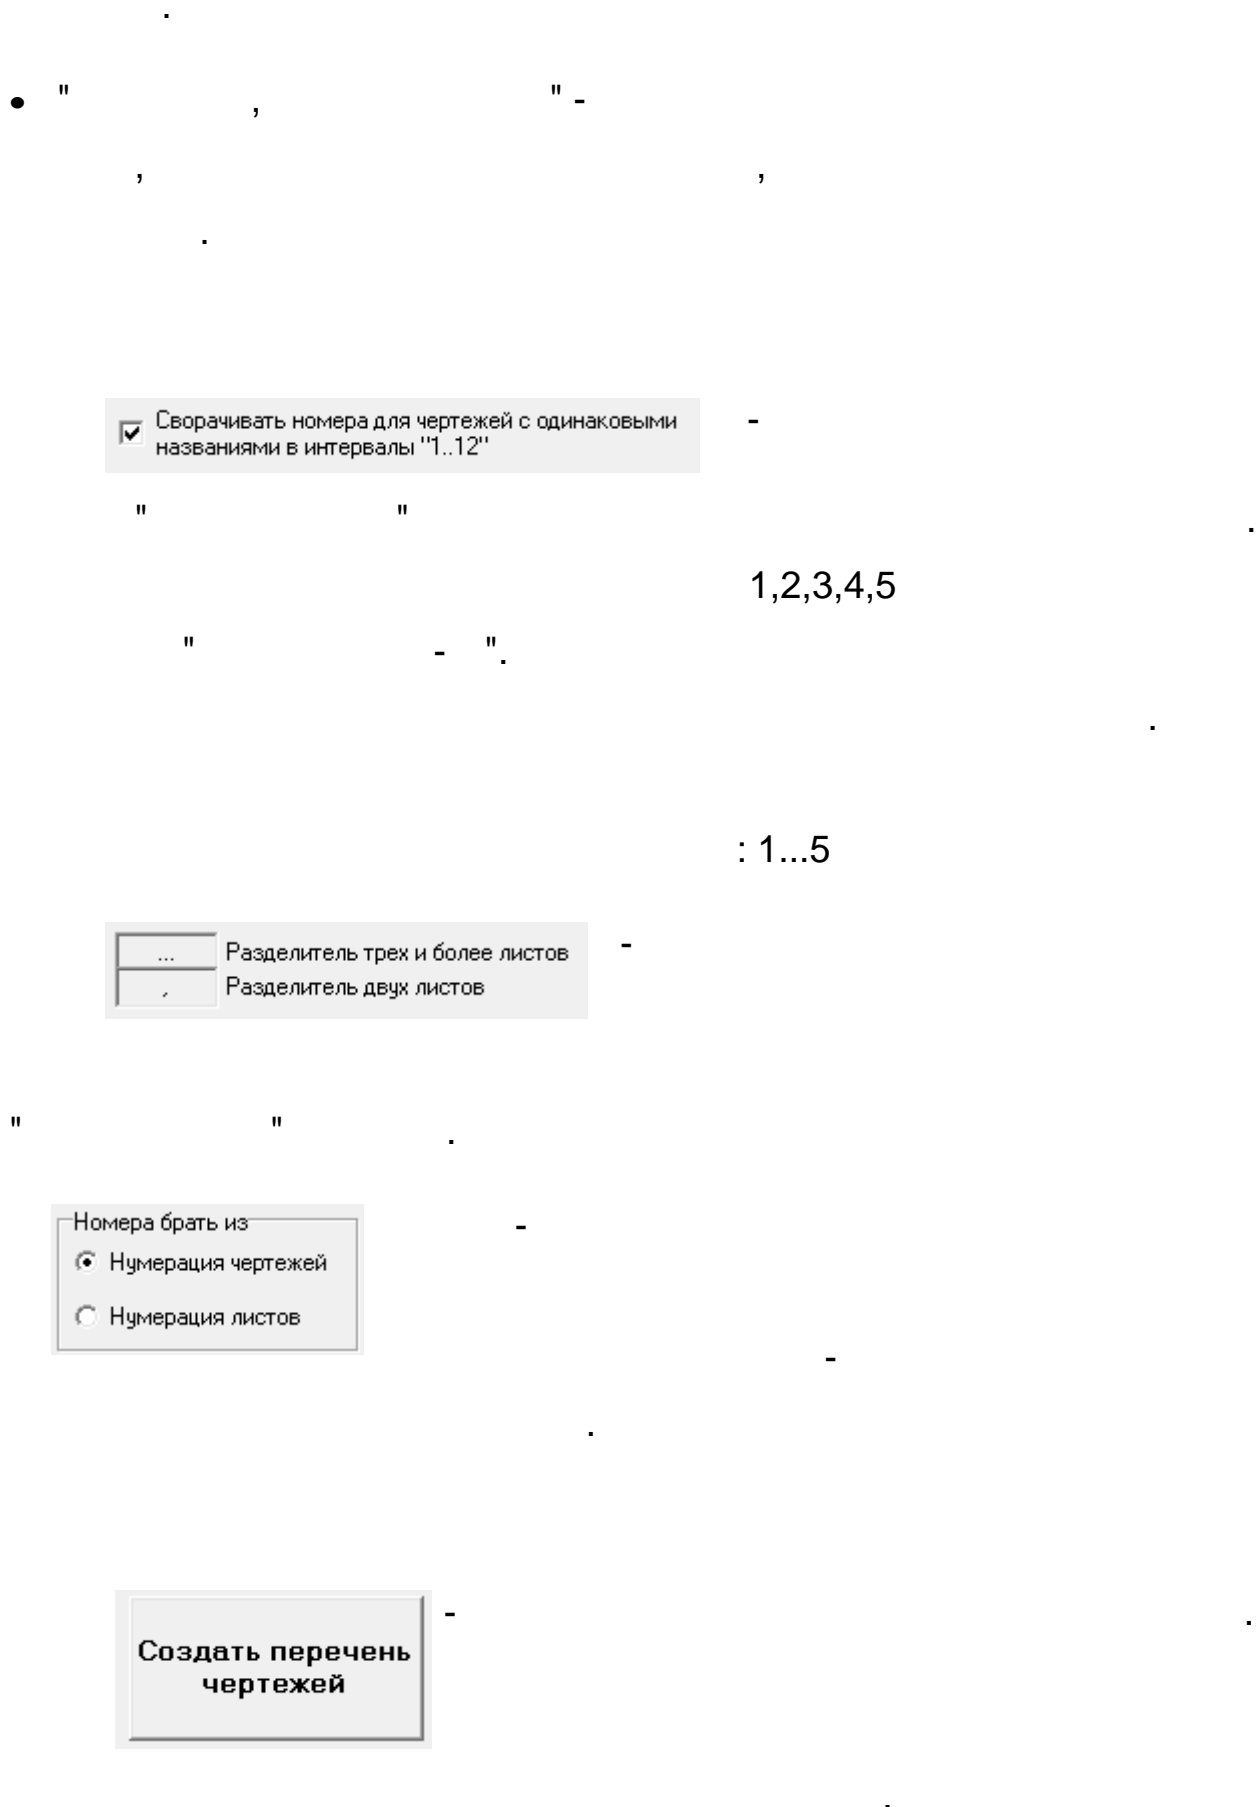 .
• " , " -
, ,
.
Сворачивать номера для чертежей с одинаковыми
названиями в интервалы "1..12" -
" " .
1,2,3,4,5
" - ".
.
: 1...5
... Разделитель трех и более листов -
, Разделитель двух листов
" " .
Номера брать из -
Нумерация чертежей
Нумерация листов
-
.
- .
Создать перечень
чертежей
.